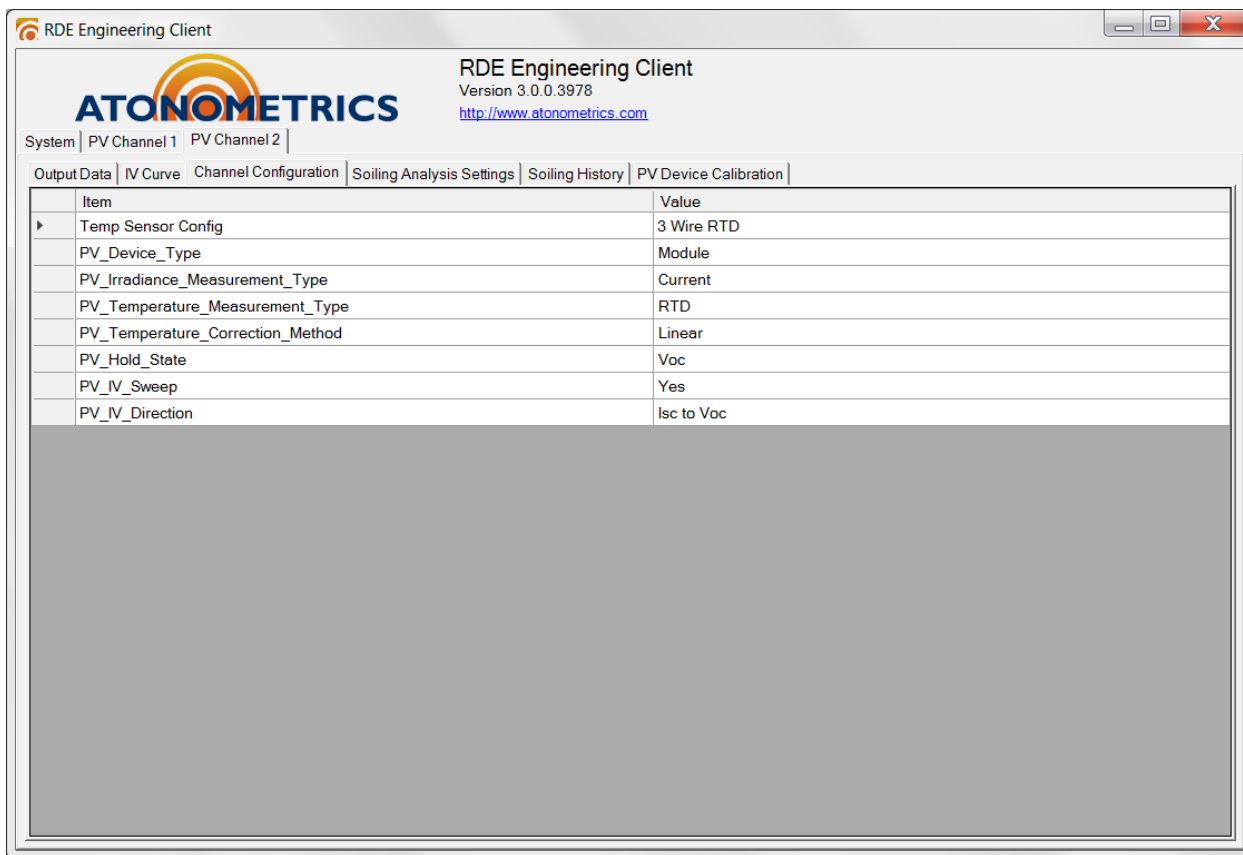 RDE Engineering Client
RDE Engineering Client
Version 3.0.0.3978
ATONOMETRICS
http://www.atonometrics.com
System PV Channel 1 PV Channel 2
Output Data IV Curve Channel Configuration Soiling Analysis Settings Soiling History PV Device Calibration
Item Value
Temp Sensor Config 3 Wire RTD
PV_Device_Type Module
PV_Irradiance_Measurement_Type Current
PV_Temperature_Measurement_Type RTD
PV_Temperature_Correction_Method Linear
PV_Hold_State Voc
PV_IV_Sweep Yes
PV_IV_Direction Isc to Voc